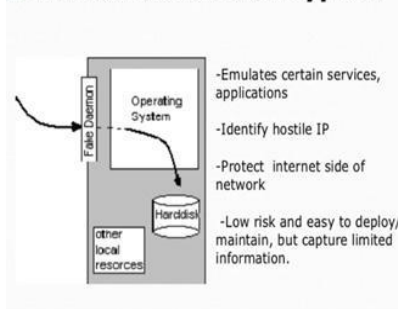 Fake Daemon
Operating
System
Harddisk
other
local
resorces
-Emulates certain services,
applications
-Identify hostile IP
-Protect internet side of
network
-Low risk and easy to deploy/
maintain, but capture limited
information.